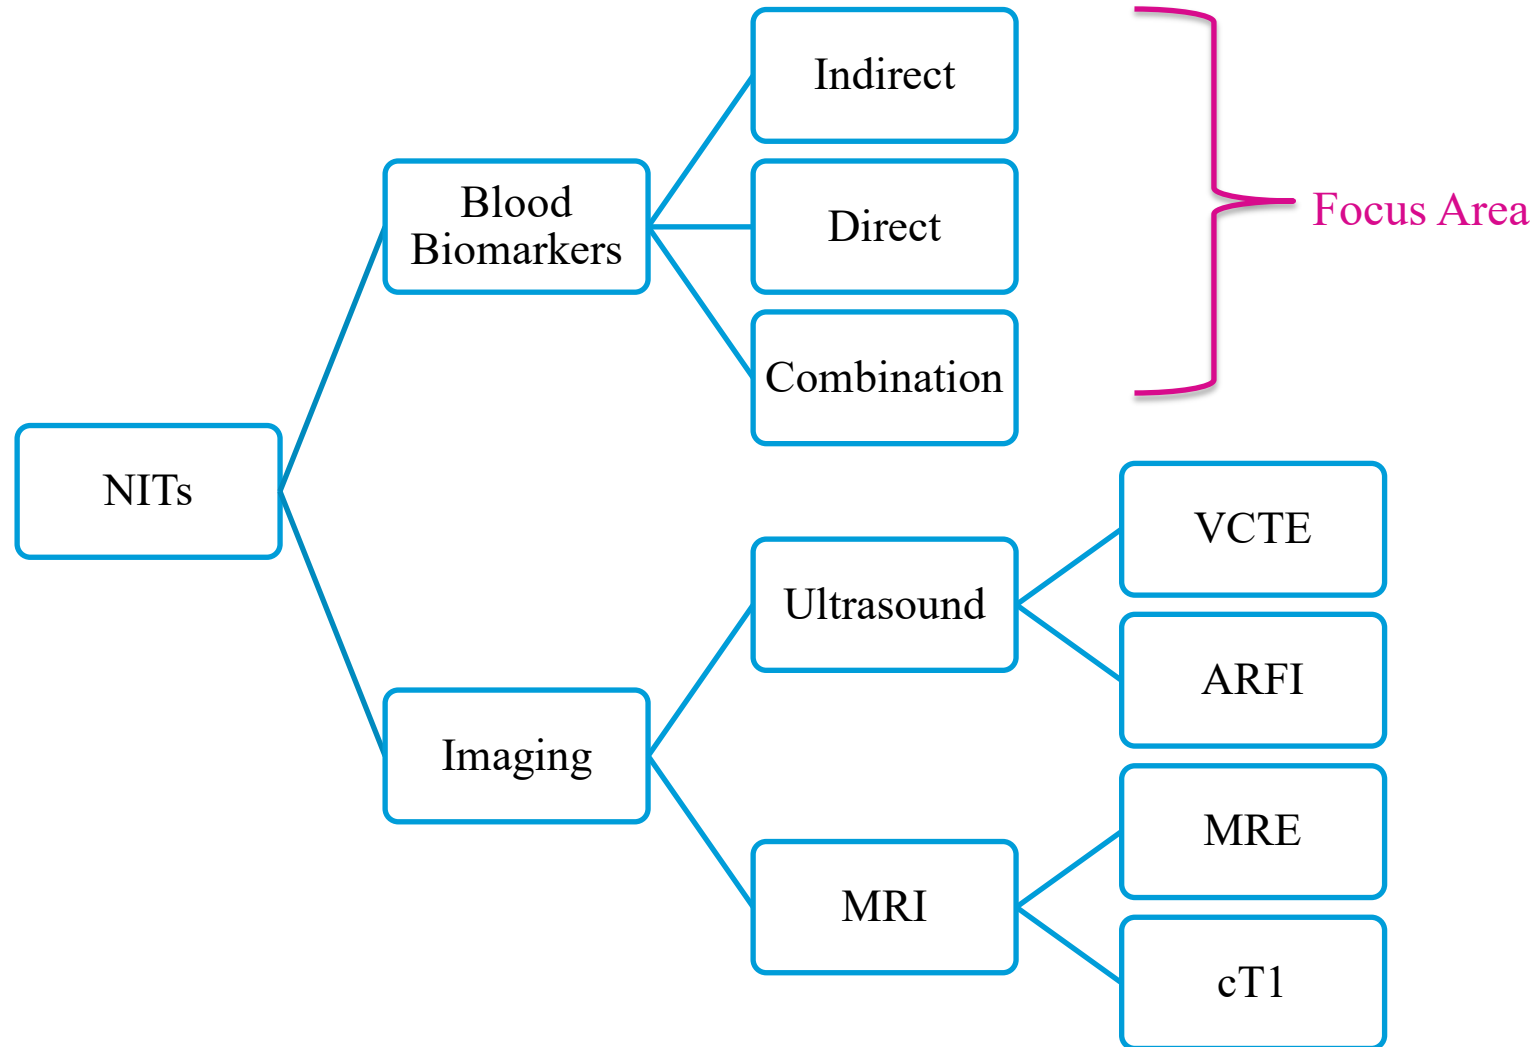 NITs
Blood
Biomarkers
Indirect
Direct
Combination
Focus Area
Imaging
Ultrasound
VCTE
ARFI
MRI
MRE
cT1